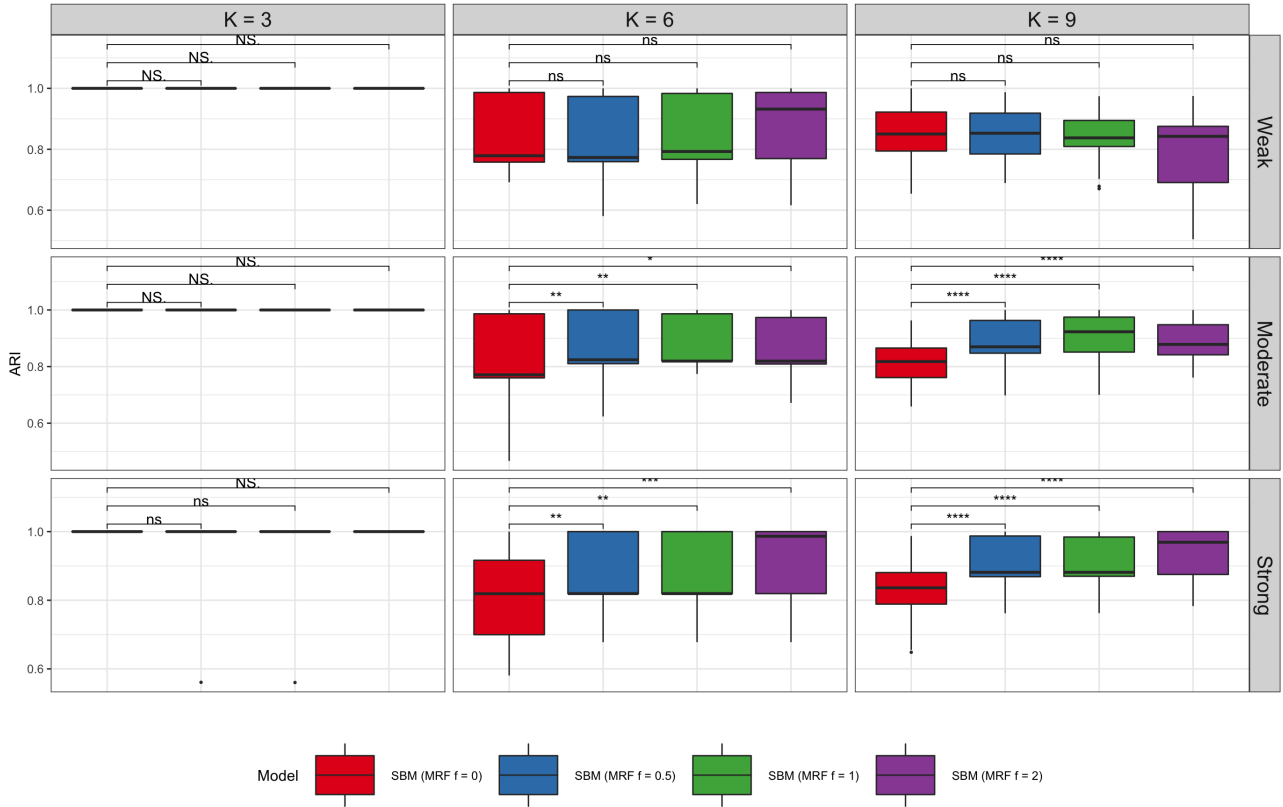 K = 3
K = 6
K = 9
NS.
NS.
NS.
ns
ns
ns
ns
ns
ns
1.0
0.8
0.6
Weak
NS.
NS.
NS.
*
**
**
****
****
****
1.0
0.8
0.6
Moderate
ARI
NS.
ns
ns
***
**
**
****
****
****
1.0
0.8
0.6
Strong
Model
SBM (MRF f = 0)
SBM (MRF f = 0.5)
SBM (MRF f = 1)
SBM (MRF f = 2)